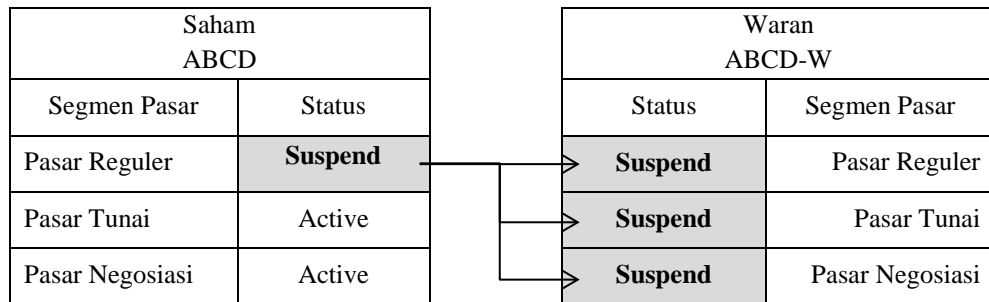 Saham
ABCD
Segmen Pasar Status
Pasar Reguler Suspend
Pasar Tunai Active
Pasar Negosiasi Active
Waran
ABCD-W
Status Segmen Pasar
Suspend Pasar Reguler
Suspend Pasar Tunai
Suspend Pasar Negosiasi